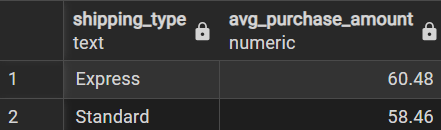 shipping_type avg_purchase_amount
text numeric
1 Express 60.48
2 Standard 58.46